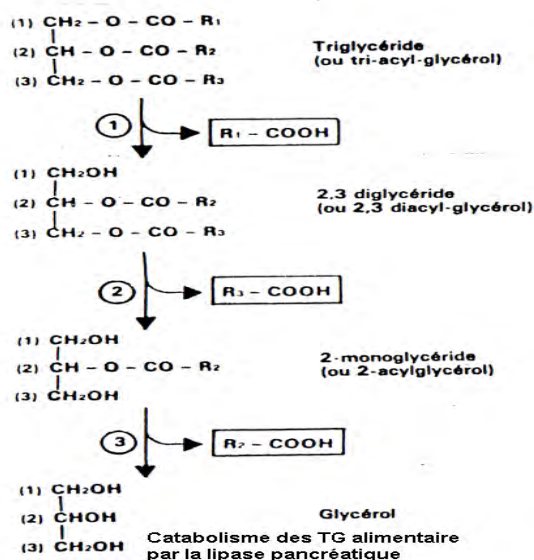 (1) CH₂ – O – CO – R₁
(2) CH – O – CO – R₂
(3) CH₂ – O – CO – R₃
Triglycéride
(ou tri-acyl-glycérol)
1
R₁ – COOH
(1) CH₂OH
(2) CH – O – CO – R₂
(3) CH₂ – O – CO – R₃
2,3 diglycéride
(ou 2,3 diacyl-glycérol)
2
R₃ – COOH
(1) CH₂OH
(2) CH – O – CO – R₂
(3) CH₂OH
2-monoglycéride
(ou 2-acylglycérol)
3
R₂ – COOH
(1) CH₂OH
(2) CHOH
(3) CH₂OH
Glycérol
Catabolisme des TG alimentaire
par la lipase pancréatique